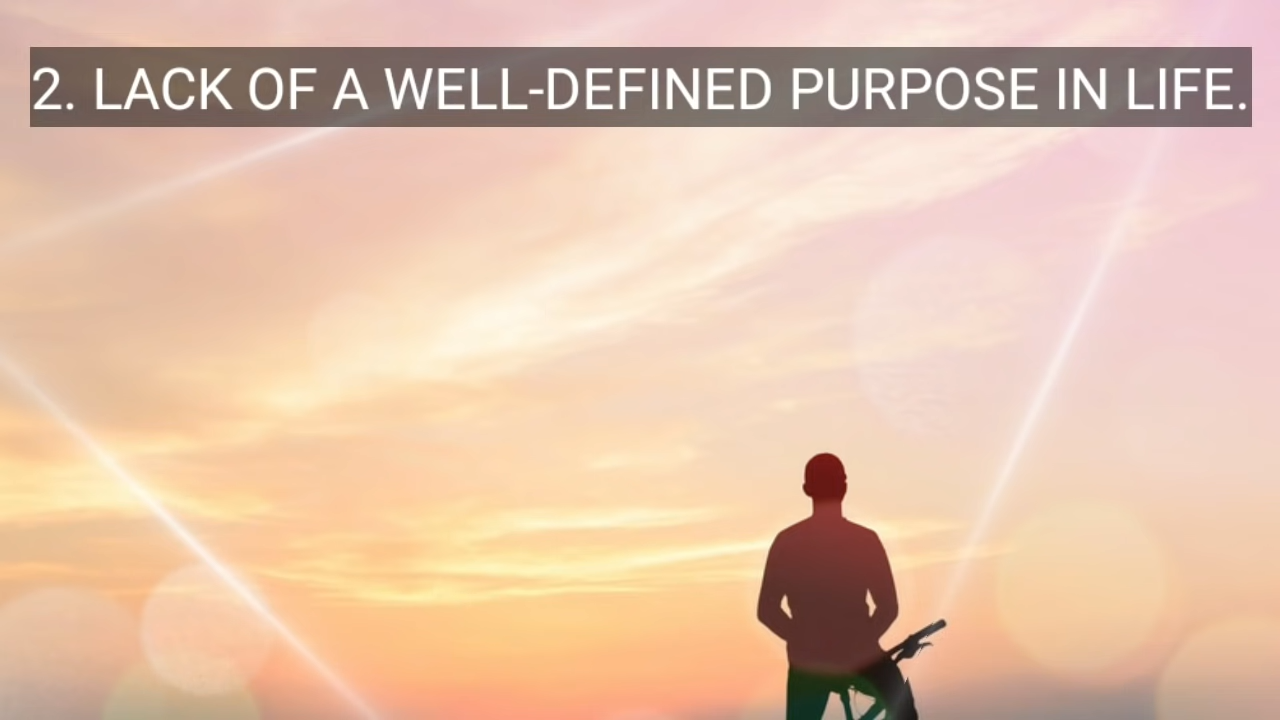 2. LACK OF A WELL-DEFINED PURPOSE IN LIFE.